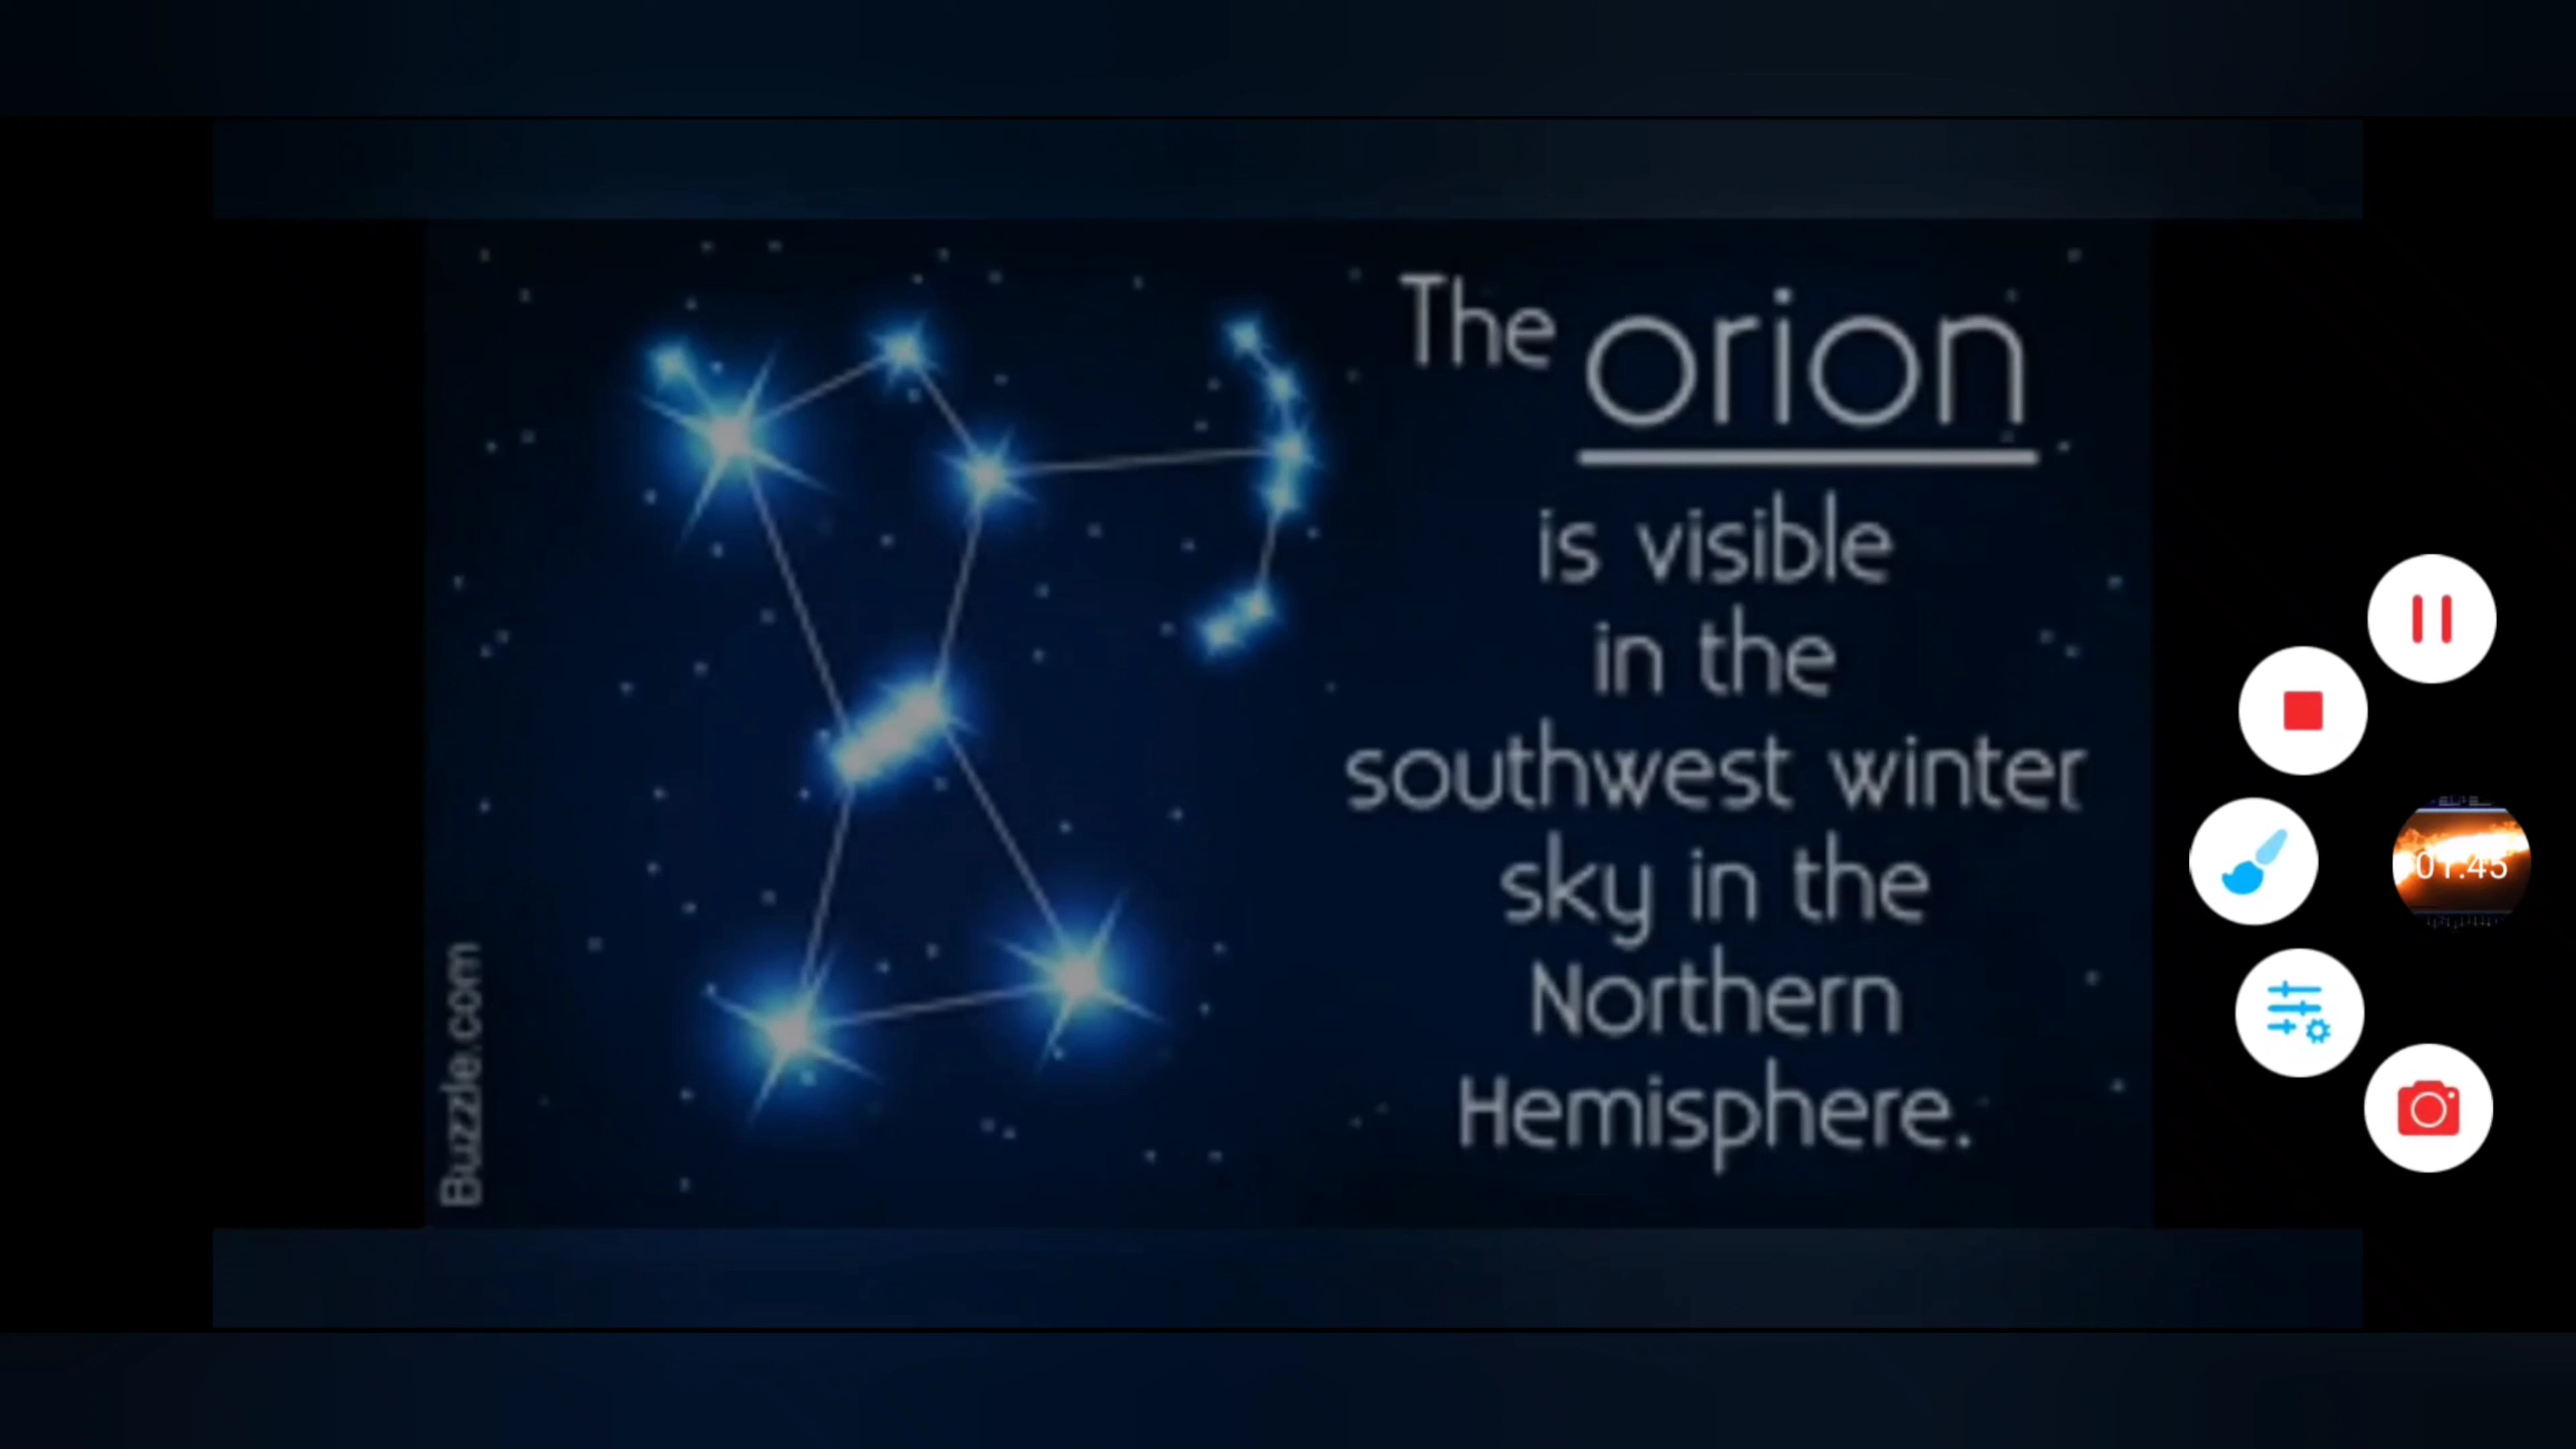 The orion
is visible
in the
southwest winter
sky in the
Northern
Hemisphere.
Buzzle.com
01:45